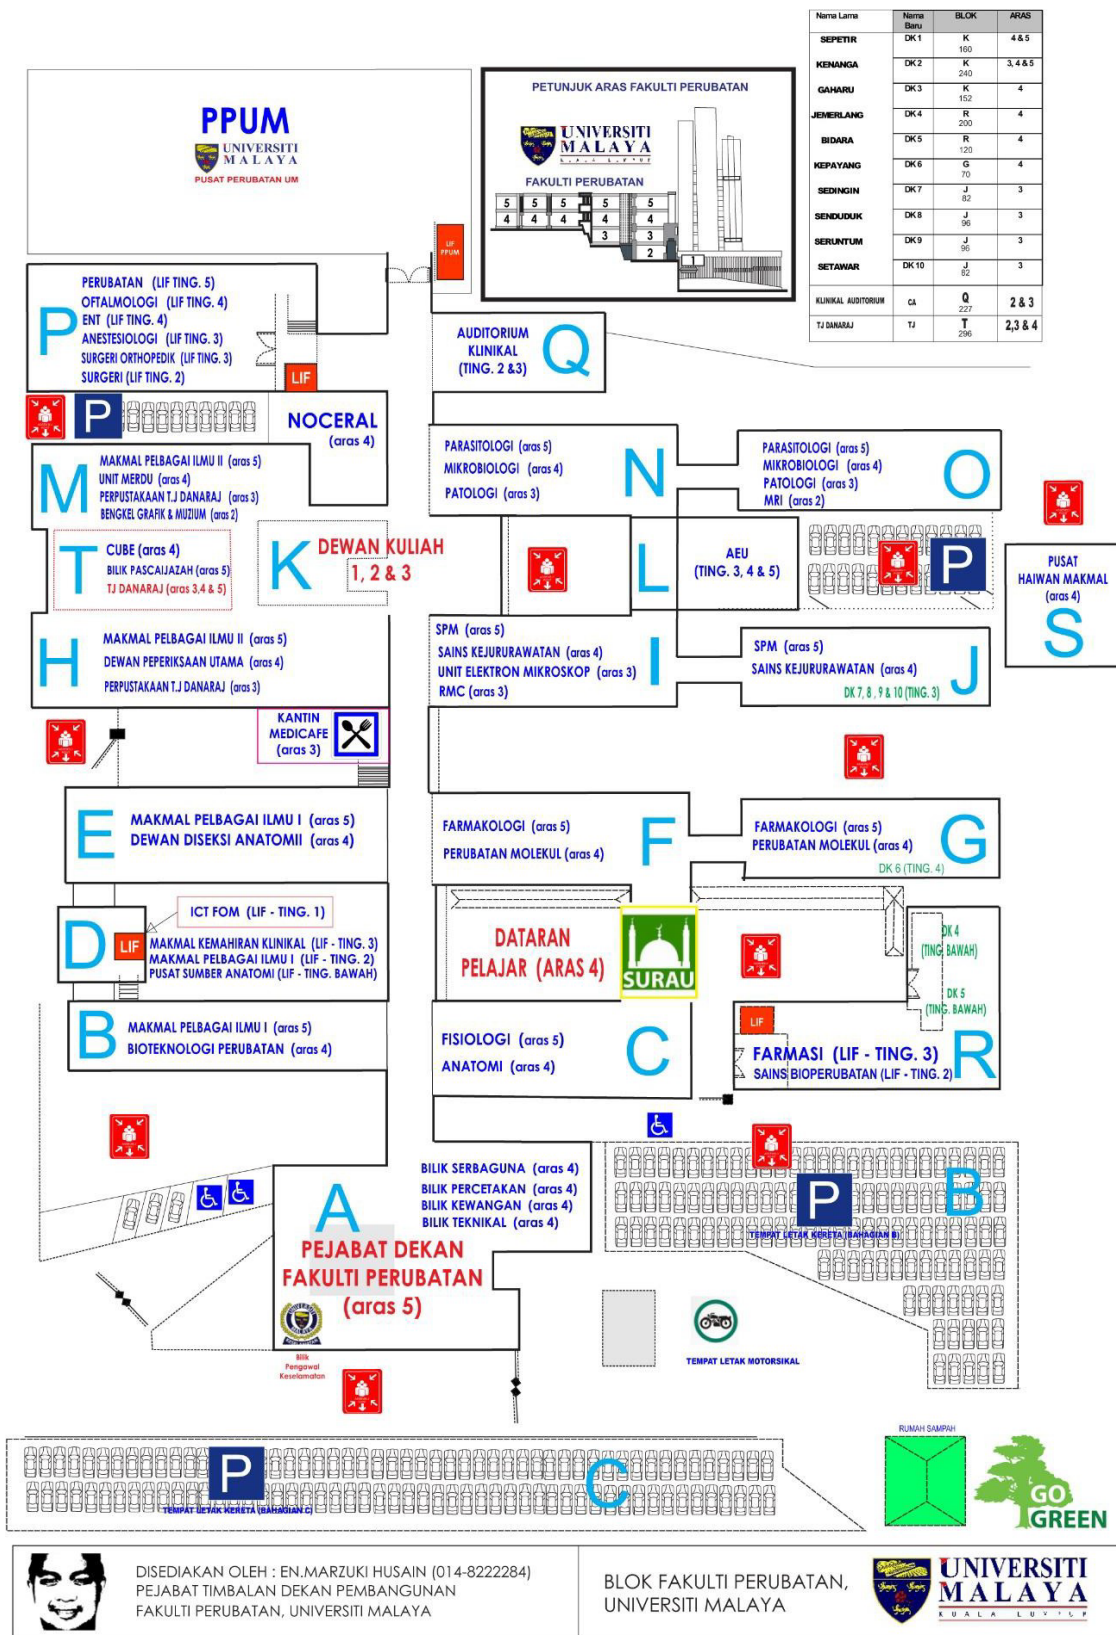 Nama Lama Nama Baru BLOK ARAS
SEPETIR DK 1 K 160 4 & 5
KENANGA DK 2 K 240 3, 4 & 5
GAHARU DK 3 K 152 4
JEMERLANG DK 4 R 200 4
BIDARA DK 5 R 120 4
KEPAYANG DK 6 G 70 4
SEDINGIN DK 7 J 82 3
SENDUDUK DK 8 J 96 3
SERUNTUM DK 9 J 96 3
SETAWAR DK 10 J 82 3
KLINIKAL AUDITORIUM CA Q 227 2 & 3
TJ DANARAJ TJ T 296 2,3 & 4
PPUM
UNIVERSITI
MALAYA
PUSAT PERUBATAN UM
PETUNJUK ARAS FAKULTI PERUBATAN
UNIVERSITI
MALAYA
KUALA LUMPUR
FAKULTI PERUBATAN
5 5 5 5 5
4 4 4 4 4
3 3
2
1
LIF
PPUM
P
PERUBATAN (LIF TING. 5)
OFTALMOLOGI (LIF TING. 4)
ENT (LIF TING. 4)
ANESTESIOLOGI (LIF TING. 3)
SURGERI ORTHOPEDIK (LIF TING. 3)
SURGERI (LIF TING. 2)
LIF
AUDITORIUM
KLINIKAL
(TING. 2 &3)
Q
P
NOCERAL
(aras 4)
M
MAKMAL PELBAGAI ILMU II (aras 5)
UNIT MERDU (aras 4)
PERPUSTAKAAN T.J DANARAJ (aras 3)
BENGKEL GRAFIK & MUZIUM (aras 2)
PARASITOLOGI (aras 5)
MIKROBIOLOGI (aras 4)
PATOLOGI (aras 3)
N
PARASITOLOGI (aras 5)
MIKROBIOLOGI (aras 4)
PATOLOGI (aras 3)
MRI (aras 2)
O
T
CUBE (aras 4)
BILIK PASCAIJAZAH (aras 5)
TJ DANARAJ (aras 3,4 & 5)
K
DEWAN KULIAH
1, 2 & 3
L
AEU
(TING. 3, 4 & 5)
P
PUSAT
HAIWAN MAKMAL
(aras 4)
S
H
MAKMAL PELBAGAI ILMU II (aras 5)
DEWAN PEPERIKSAAN UTAMA (aras 4)
PERPUSTAKAAN T.J DANARAJ (aras 3)
SPM (aras 5)
SAINS KEJURURAWATAN (aras 4)
UNIT ELEKTRON MIKROSKOP (aras 3)
RMC (aras 3)
I
SPM (aras 5)
SAINS KEJURURAWATAN (aras 4)
DK 7, 8 , 9 & 10 (TING. 3)
J
KANTIN
MEDICAFE
(aras 3)
E
MAKMAL PELBAGAI ILMU I (aras 5)
DEWAN DISEKSI ANATOMII (aras 4)
FARMAKOLOGI (aras 5)
PERUBATAN MOLEKUL (aras 4)
F
FARMAKOLOGI (aras 5)
PERUBATAN MOLEKUL (aras 4)
DK 6 (TING. 4)
G
D
LIF
ICT FOM (LIF - TING. 1)
MAKMAL KEMAHIRAN KLINIKAL (LIF - TING. 3)
MAKMAL PELBAGAI ILMU I (LIF - TING. 2)
PUSAT SUMBER ANATOMI (LIF - TING. BAWAH)
DATARAN
PELAJAR (ARAS 4)
SURAU
DK 4
(TING. BAWAH)
DK 5
(TING. BAWAH)
B
MAKMAL PELBAGAI ILMU I (aras 5)
BIOTEKNOLOGI PERUBATAN (aras 4)
FISIOLOGI (aras 5)
ANATOMI (aras 4)
C
LIF
FARMASI (LIF - TING. 3)
SAINS BIOPERUBATAN (LIF - TING. 2)
R
A
BILIK SERBAGUNA (aras 4)
BILIK PERCETAKAN (aras 4)
BILIK KEWANGAN (aras 4)
BILIK TEKNIKAL (aras 4)
PEJABAT DEKAN
FAKULTI PERUBATAN
(aras 5)
Bilik
Pengawal
Keselamatan
P
B
TEMPAT LETAK KERETA (BAHAGIAN B)
TEMPAT LETAK MOTORSIKAL
P
C
TEMPAT LETAK KERETA (BAHAGIAN C)
RUMAH SAMPAH
GO
GREEN
DISEDIAKAN OLEH : EN.MARZUKI HUSAIN (014-8222284)
PEJABAT TIMBALAN DEKAN PEMBANGUNAN
FAKULTI PERUBATAN, UNIVERSITI MALAYA
BLOK FAKULTI PERUBATAN,
UNIVERSITI MALAYA
UNIVERSITI
MALAYA
KUALA LUMPUR